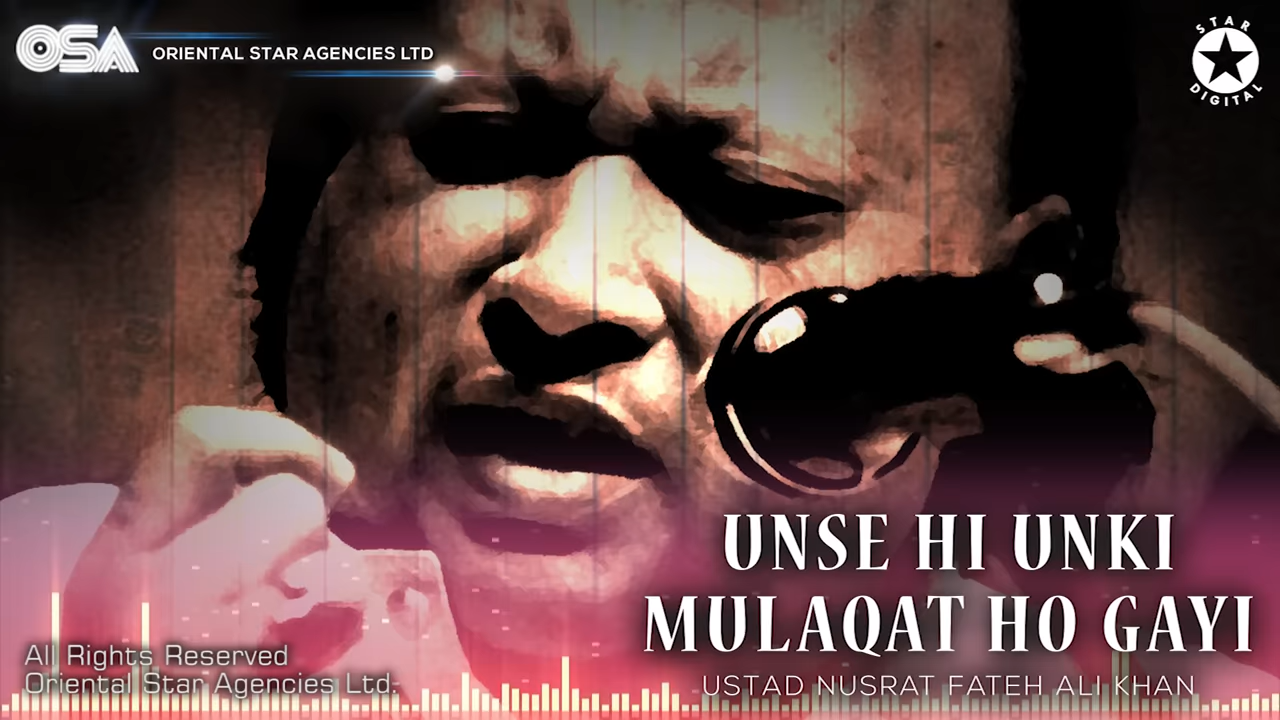 OSA
ORIENTAL STAR AGENCIES LTD
STAR
DIGITAL
UNSE HI UNKI
MULAQAT HO GAYI
USTAD NUSRAT FATEH ALI KHAN
All Rights Reserved
Oriental Star Agencies Ltd.